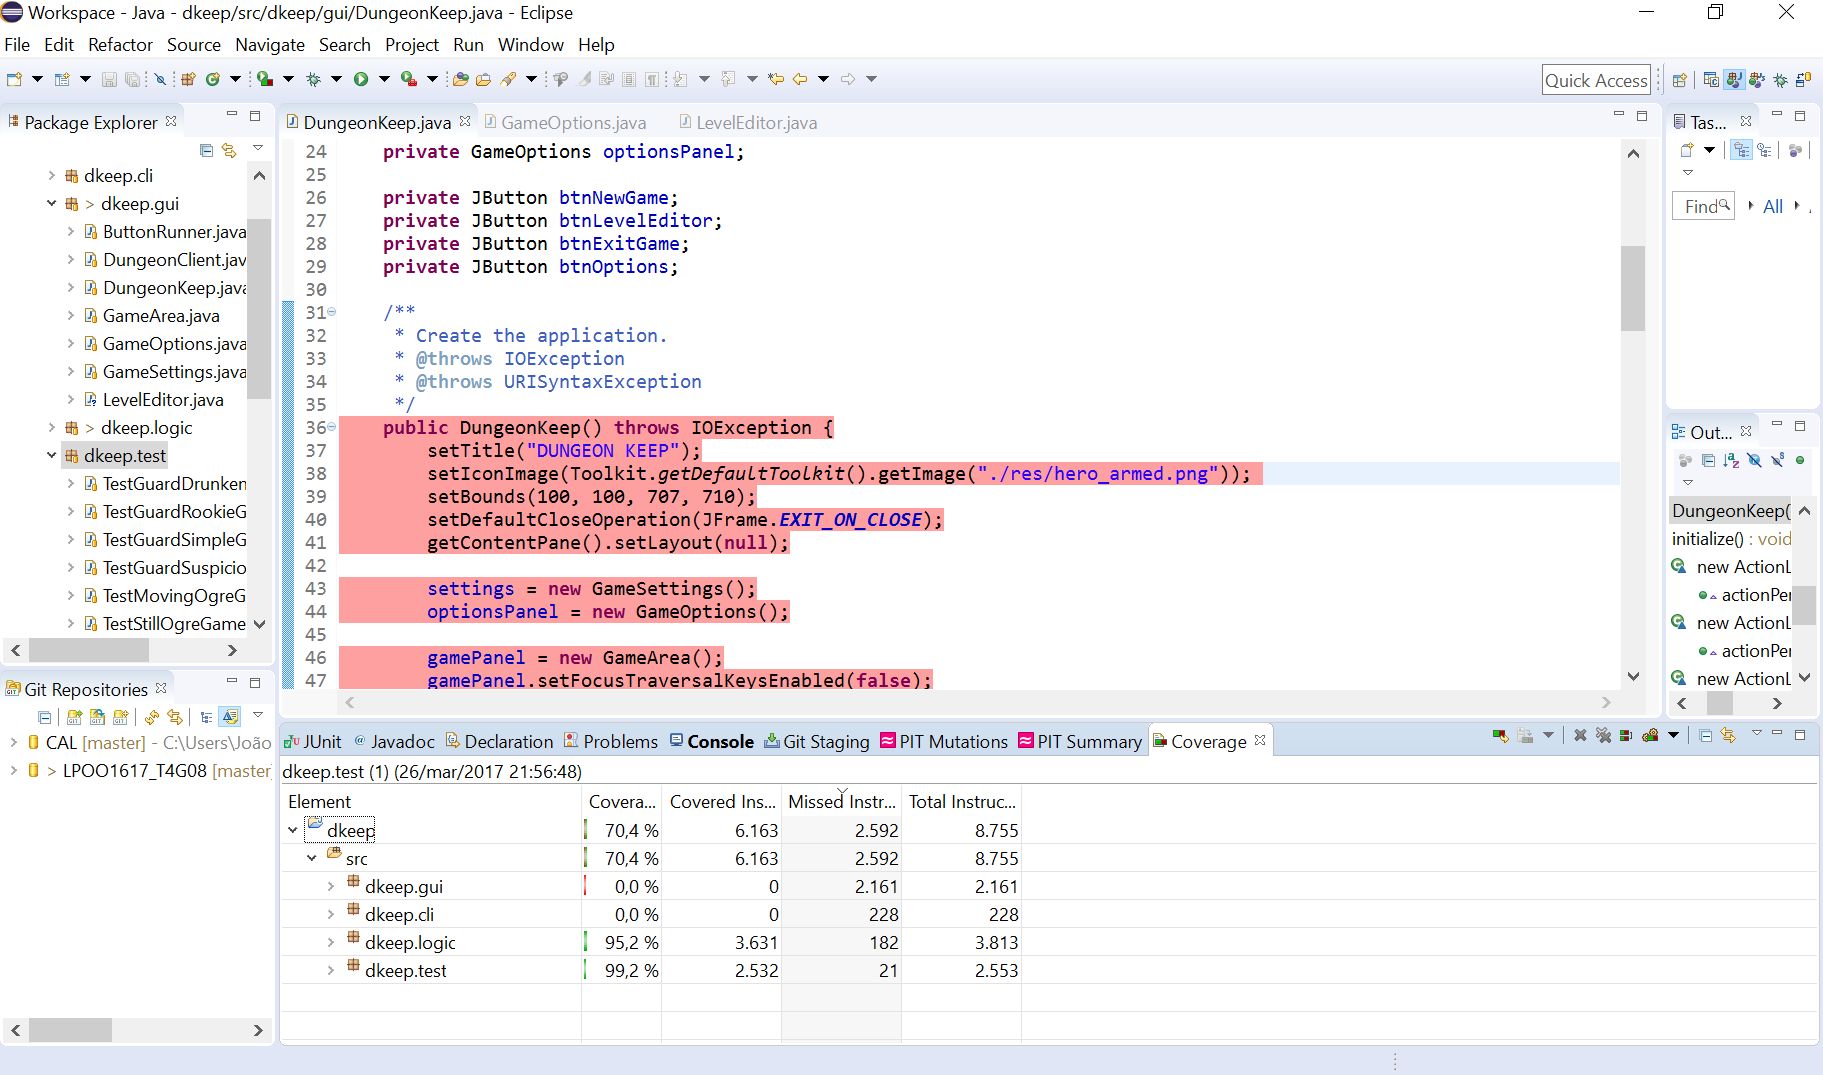 Workspace - Java - dkeep/src/dkeep/gui/DungeonKeep.java - Eclipse
File Edit Refactor Source Navigate Search Project Run Window Help
Quick Access
Package Explorer
dkeep.cli
> dkeep.gui
ButtonRunner.java
DungeonClient.jav
DungeonKeep.java
GameArea.java
GameOptions.java
GameSettings.java
LevelEditor.java
> dkeep.logic
dkeep.test
TestGuardDrunken
TestGuardRookieG
TestGuardSimpleG
TestGuardSuspicio
TestMovingOgreG
TestStillOgreGame
Git Repositories
CAL [master] - C:\Users\João
> LPOO1617_T4G08 [master]
DungeonKeep.java GameOptions.java LevelEditor.java
24 private GameOptions optionsPanel;
25
26 private JButton btnNewGame;
27 private JButton btnLevelEditor;
28 private JButton btnExitGame;
29 private JButton btnOptions;
30
31 /**
32 * Create the application.
33 * @throws IOException
34 * @throws URISyntaxException
35 */
36 public DungeonKeep() throws IOException {
37 setTitle("DUNGEON KEEP");
38 setIconImage(Toolkit.getDefaultToolkit().getImage("./res/hero_armed.png"));
39 setBounds(100, 100, 707, 710);
40 setDefaultCloseOperation(JFrame.EXIT_ON_CLOSE);
41 getContentPane().setLayout(null);
42
43 settings = new GameSettings();
44 optionsPanel = new GameOptions();
45
46 gamePanel = new GameArea();
47 gamePanel.setFocusTraversalKeysEnabled(false);
Tas...
Find All
Out...
DungeonKeep(
initialize() : void
new ActionL
actionPer
new ActionL
actionPer
new ActionL
JUnit Javadoc Declaration Problems Console Git Staging PIT Mutations PIT Summary Coverage
dkeep.test (1) (26/mar/2017 21:56:48)
Element Covera... Covered Ins... Missed Instr... Total Instruc...
dkeep 70,4 % 6.163 2.592 8.755
src 70,4 % 6.163 2.592 8.755
dkeep.gui 0,0 % 0 2.161 2.161
dkeep.cli 0,0 % 0 228 228
dkeep.logic 95,2 % 3.631 182 3.813
dkeep.test 99,2 % 2.532 21 2.553